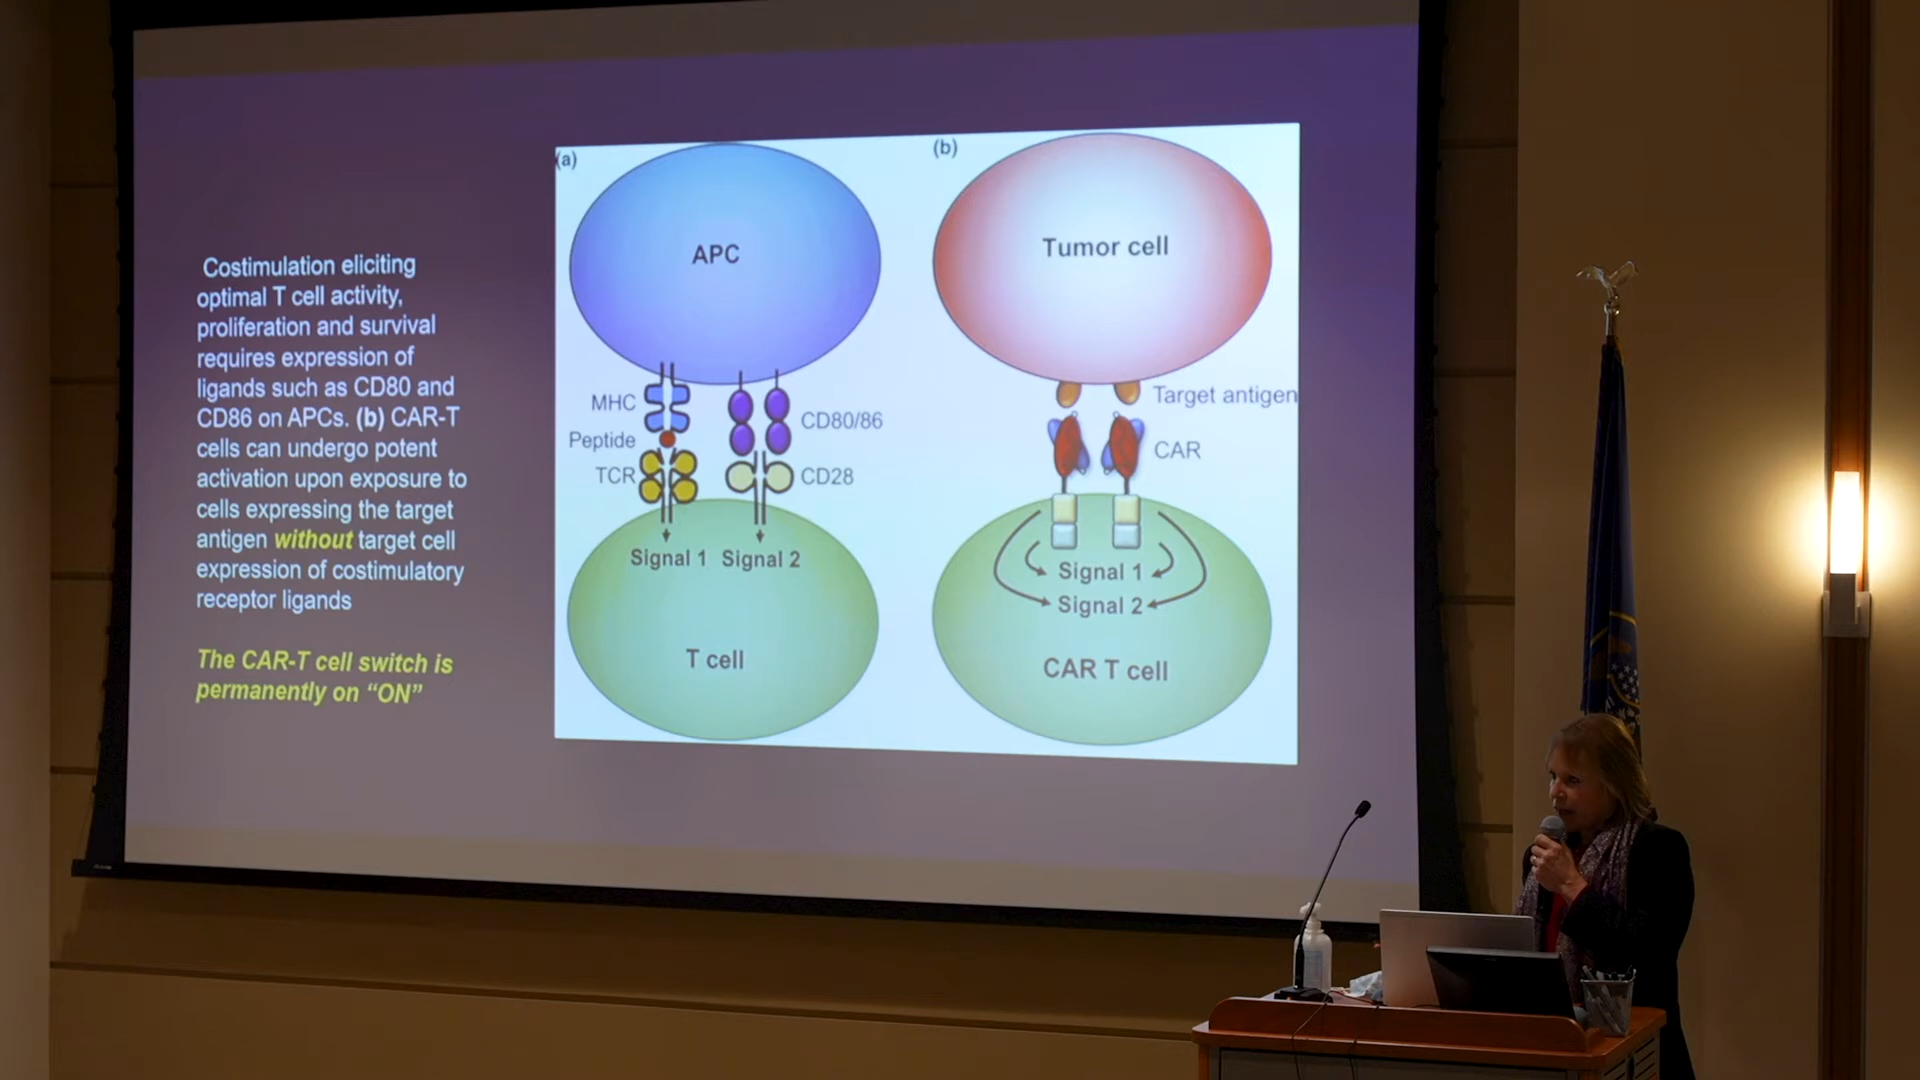 Costimulation eliciting
optimal T cell activity,
proliferation and survival
requires expression of
ligands such as CD80 and
CD86 on APCs. (b) CAR-T
cells can undergo potent
activation upon exposure to
cells expressing the target
antigen without target cell
expression of costimulatory
receptor ligands
The CAR-T cell switch is
permanently on “ON”
(a)
APC
MHC
Peptide
TCR
CD80/86
CD28
Signal 1 Signal 2
T cell
(b)
Tumor cell
Target antigen
CAR
Signal 1
Signal 2
CAR T cell